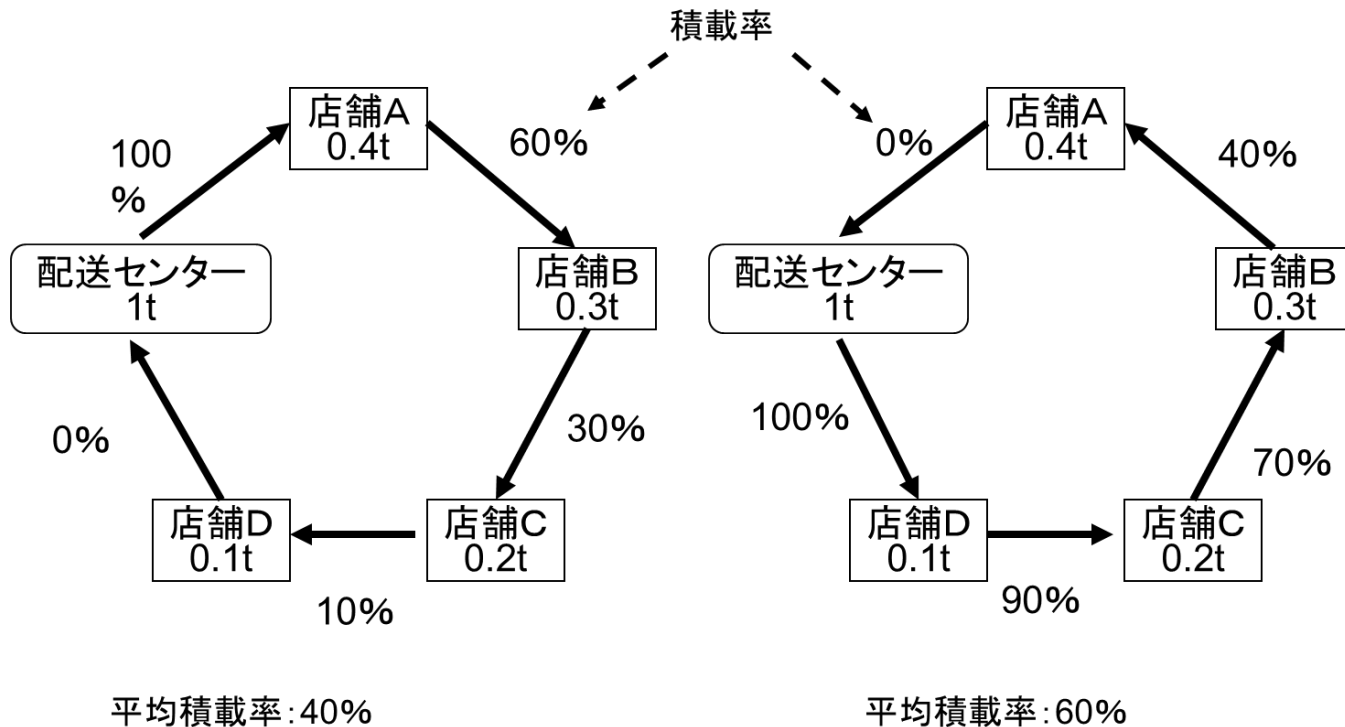 積載率
店舗A
0.4t
100
%
60%
配送センター
1t
店舗B
0.3t
0%
30%
店舗D
0.1t
店舗C
0.2t
10%
平均積載率:40%
店舗A
0.4t
0%
40%
配送センター
1t
店舗B
0.3t
100%
70%
店舗D
0.1t
店舗C
0.2t
90%
平均積載率:60%